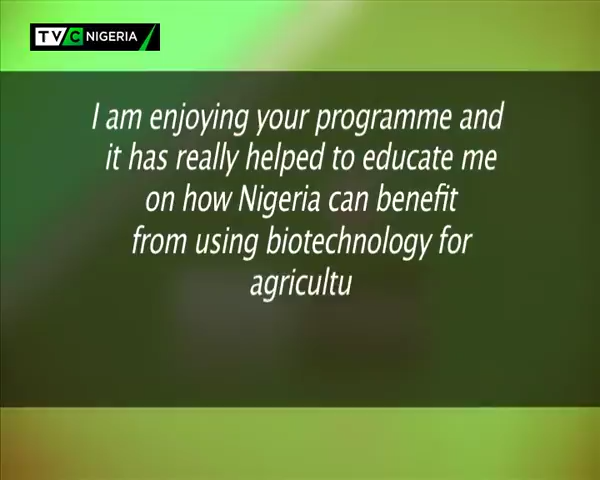 TVC NIGERIA
I am enjoying your programme and
it has really helped to educate me
on how Nigeria can benefit
from using biotechnology for
agricultu